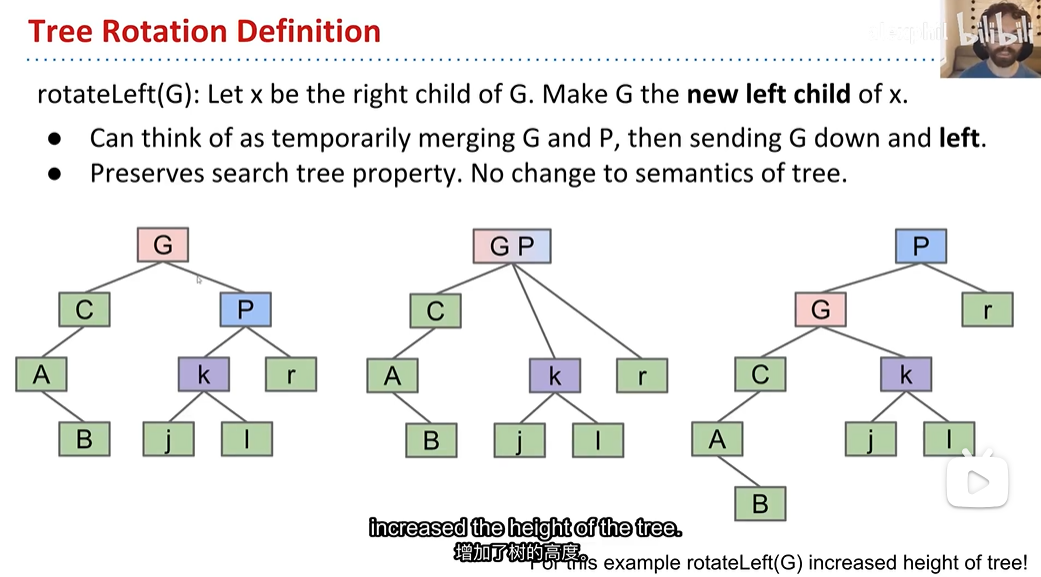 Tree Rotation Definition
bilibili
rotateLeft(G): Let x be the right child of G. Make G the new left child of x.
● Can think of as temporarily merging G and P, then sending G down and left.
● Preserves search tree property. No change to semantics of tree.
G G P P
C P C G r
A k r A k r C k
B j l B j l A j l
B
increased the height of the tree.
增加了树的高度。
this example rotateLeft(G) increased height of tree!